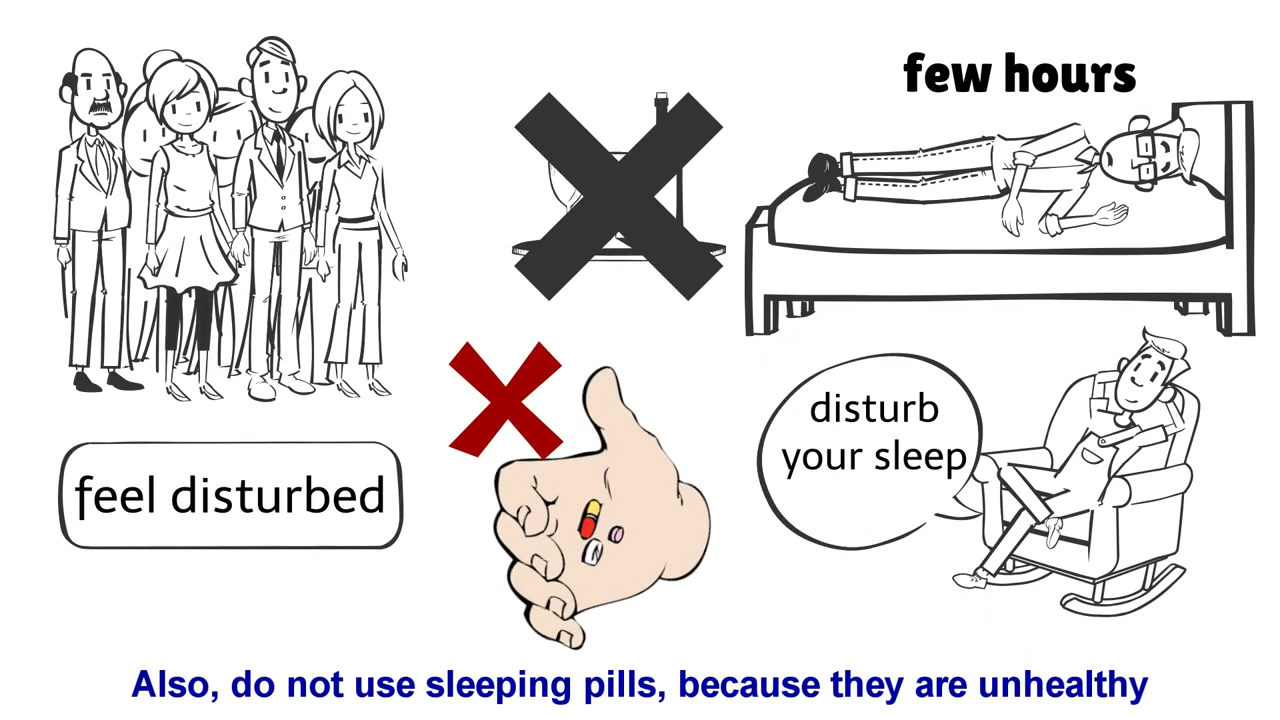 few hours
disturb
your sleep
feel disturbed
Also, do not use sleeping pills, because they are unhealthy